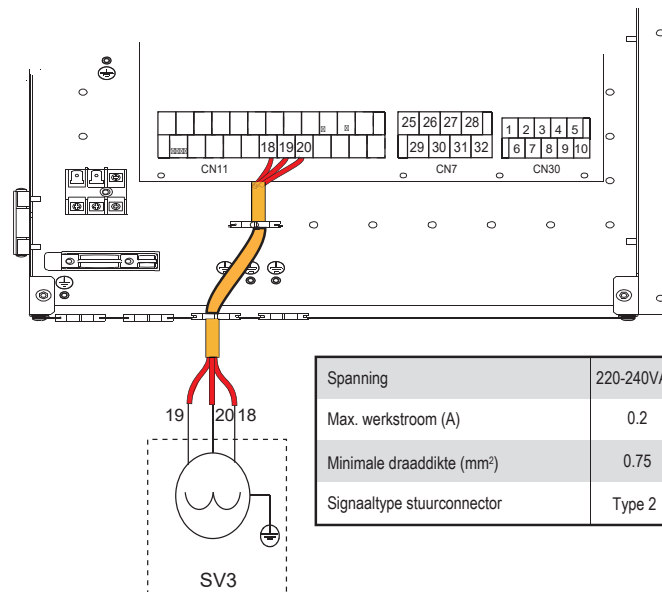 25 26 27 28
1 2 3 4 5
18 19 20
29 30 31 32
6 7 8 9 10
CN11
CN7
CN30
19 20 18
SV3
Spanning 220-240VA
Max. werkstroom (A) 0.2
Minimale draaddikte (mm²) 0.75
Signaaltype stuurconnector Type 2